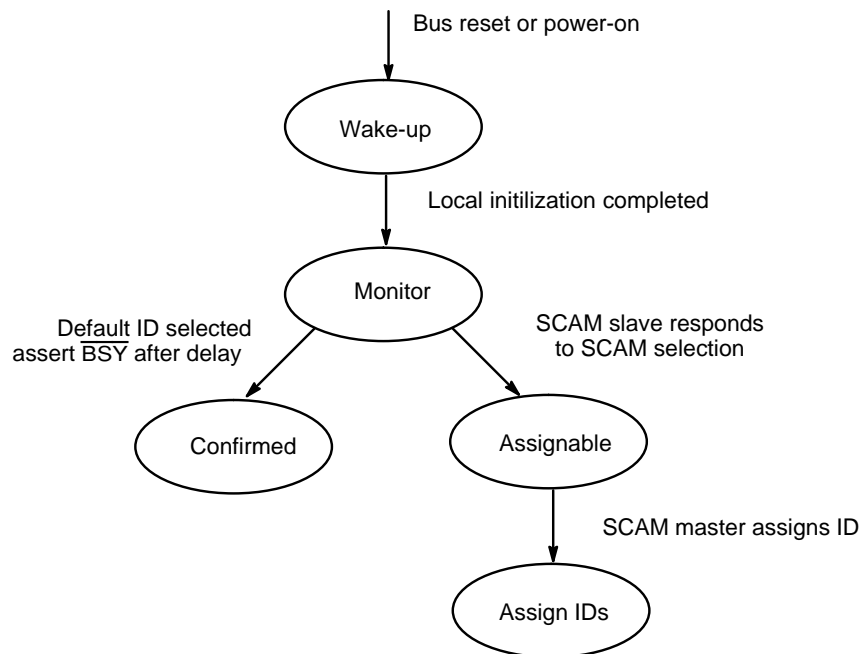 Bus reset or power-on
Wake-up
Local initilization completed
Monitor
Default ID selected
assert B̅S̅Y̅ after delay
SCAM slave responds
to SCAM selection
Confirmed
Assignable
SCAM master assigns ID
Assign IDs